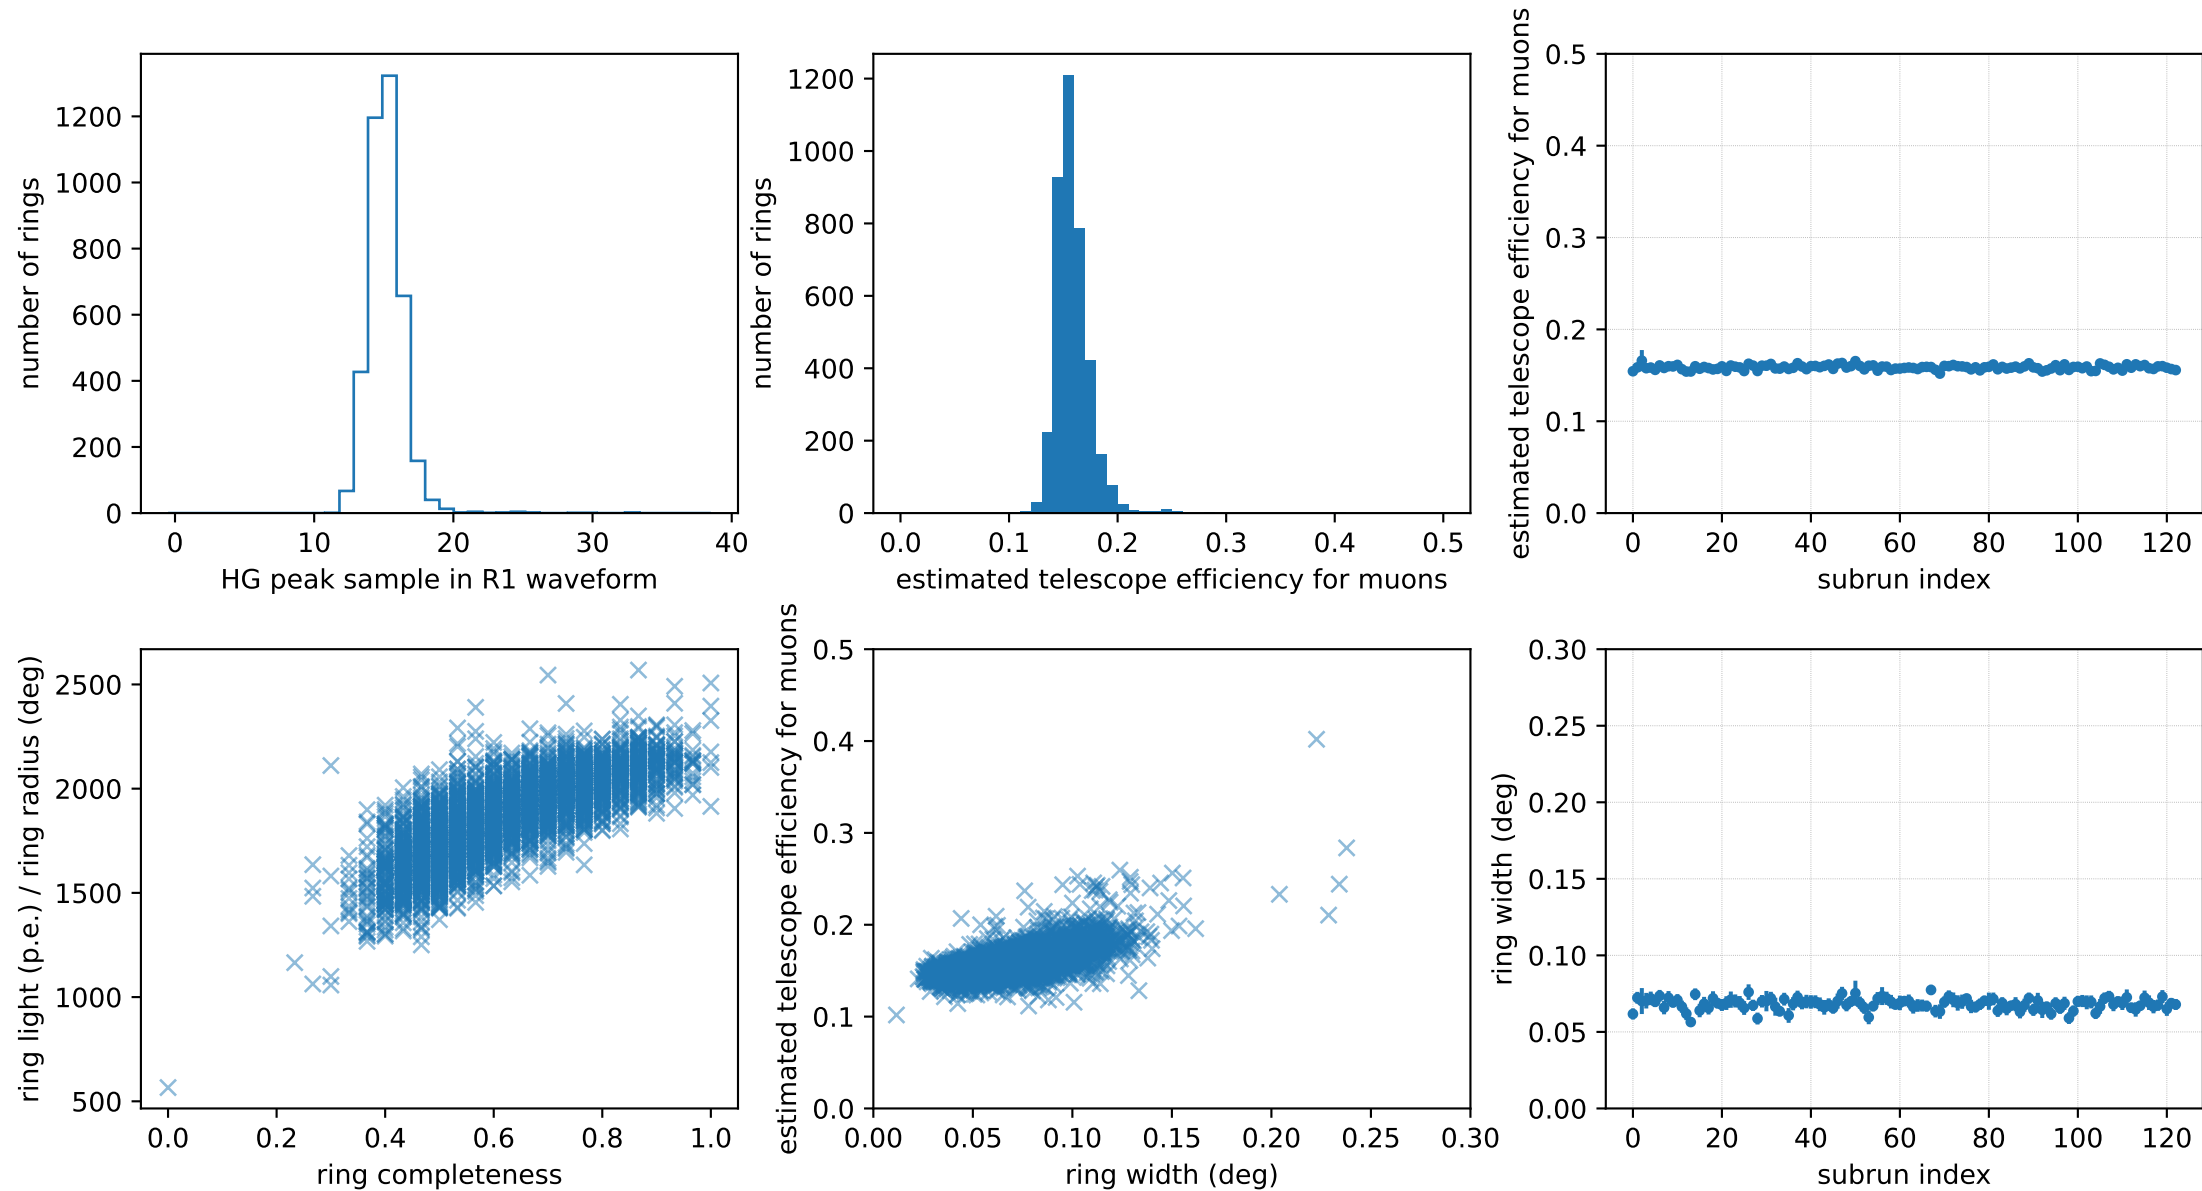 number of rings
1200
1000
800
600
400
200
0
0 10 20 30 40
HG peak sample in R1 waveform
number of rings
1200
1000
800
600
400
200
0
0.0 0.1 0.2 0.3 0.4 0.5
estimated telescope efficiency for muons
estimated telescope efficiency for muons
0.5
0.4
0.3
0.2
0.1
0.0
0 20 40 60 80 100 120
subrun index
ring light (p.e.) / ring radius (deg)
2500
2000
1500
1000
500
0.0 0.2 0.4 0.6 0.8 1.0
ring completeness
estimated telescope efficiency for muons
0.5
0.4
0.3
0.2
0.1
0.0
0.00 0.05 0.10 0.15 0.20 0.25 0.30
ring width (deg)
ring width (deg)
0.30
0.25
0.20
0.15
0.10
0.05
0.00
0 20 40 60 80 100 120
subrun index